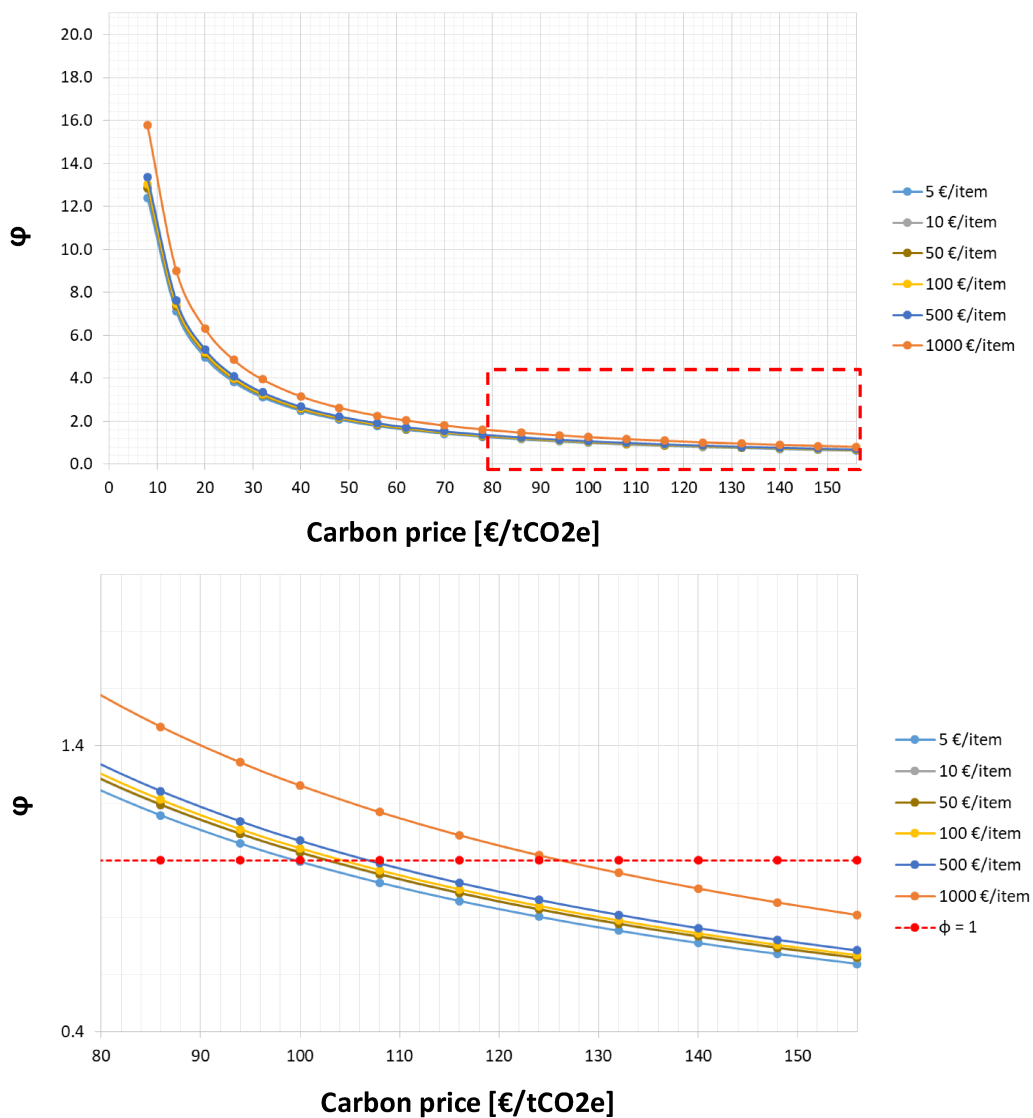 20.0
18.0
16.0
14.0
12.0
10.0
8.0
6.0
4.0
2.0
0.0
φ
0 10 20 30 40 50 60 70 80 90 100 110 120 130 140 150
Carbon price [€/tCO2e]
5 €/item
10 €/item
50 €/item
100 €/item
500 €/item
1000 €/item
1.4
0.4
φ
80 90 100 110 120 130 140 150
Carbon price [€/tCO2e]
5 €/item
10 €/item
50 €/item
100 €/item
500 €/item
1000 €/item
ϕ = 1